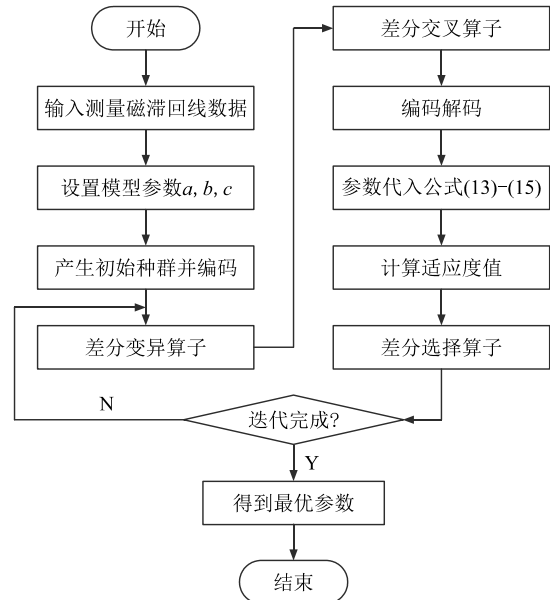 开始
输入测量磁滞回线数据
设置模型参数a, b, c
产生初始种群并编码
差分变异算子
差分交叉算子
编码解码
参数代入公式(13)-(15)
计算适应度值
差分选择算子
迭代完成?
N
Y
得到最优参数
结束